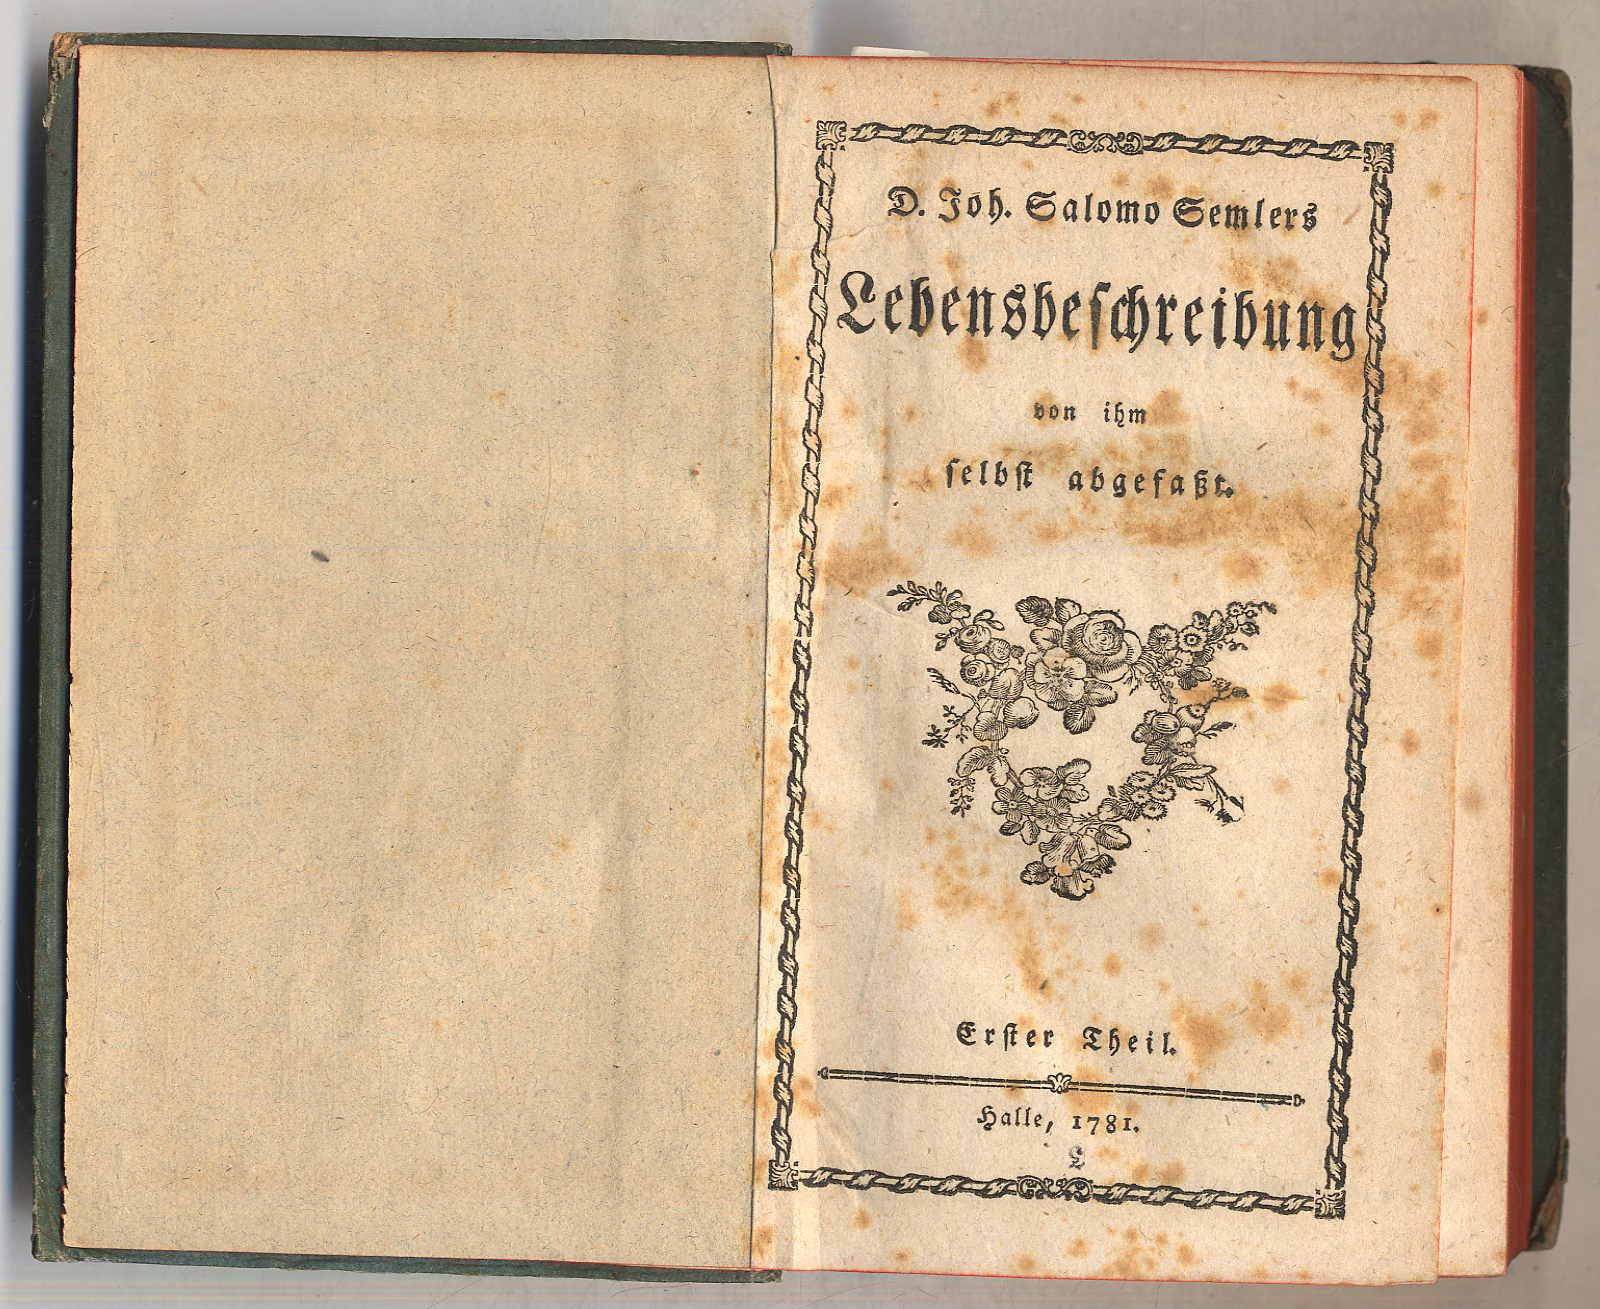 D. Joh. Salomo Semlers
Lebensbeſchreibung
von ihm
ſelbſt abgefaßt.
Erſter Theil.
Halle, 1781.